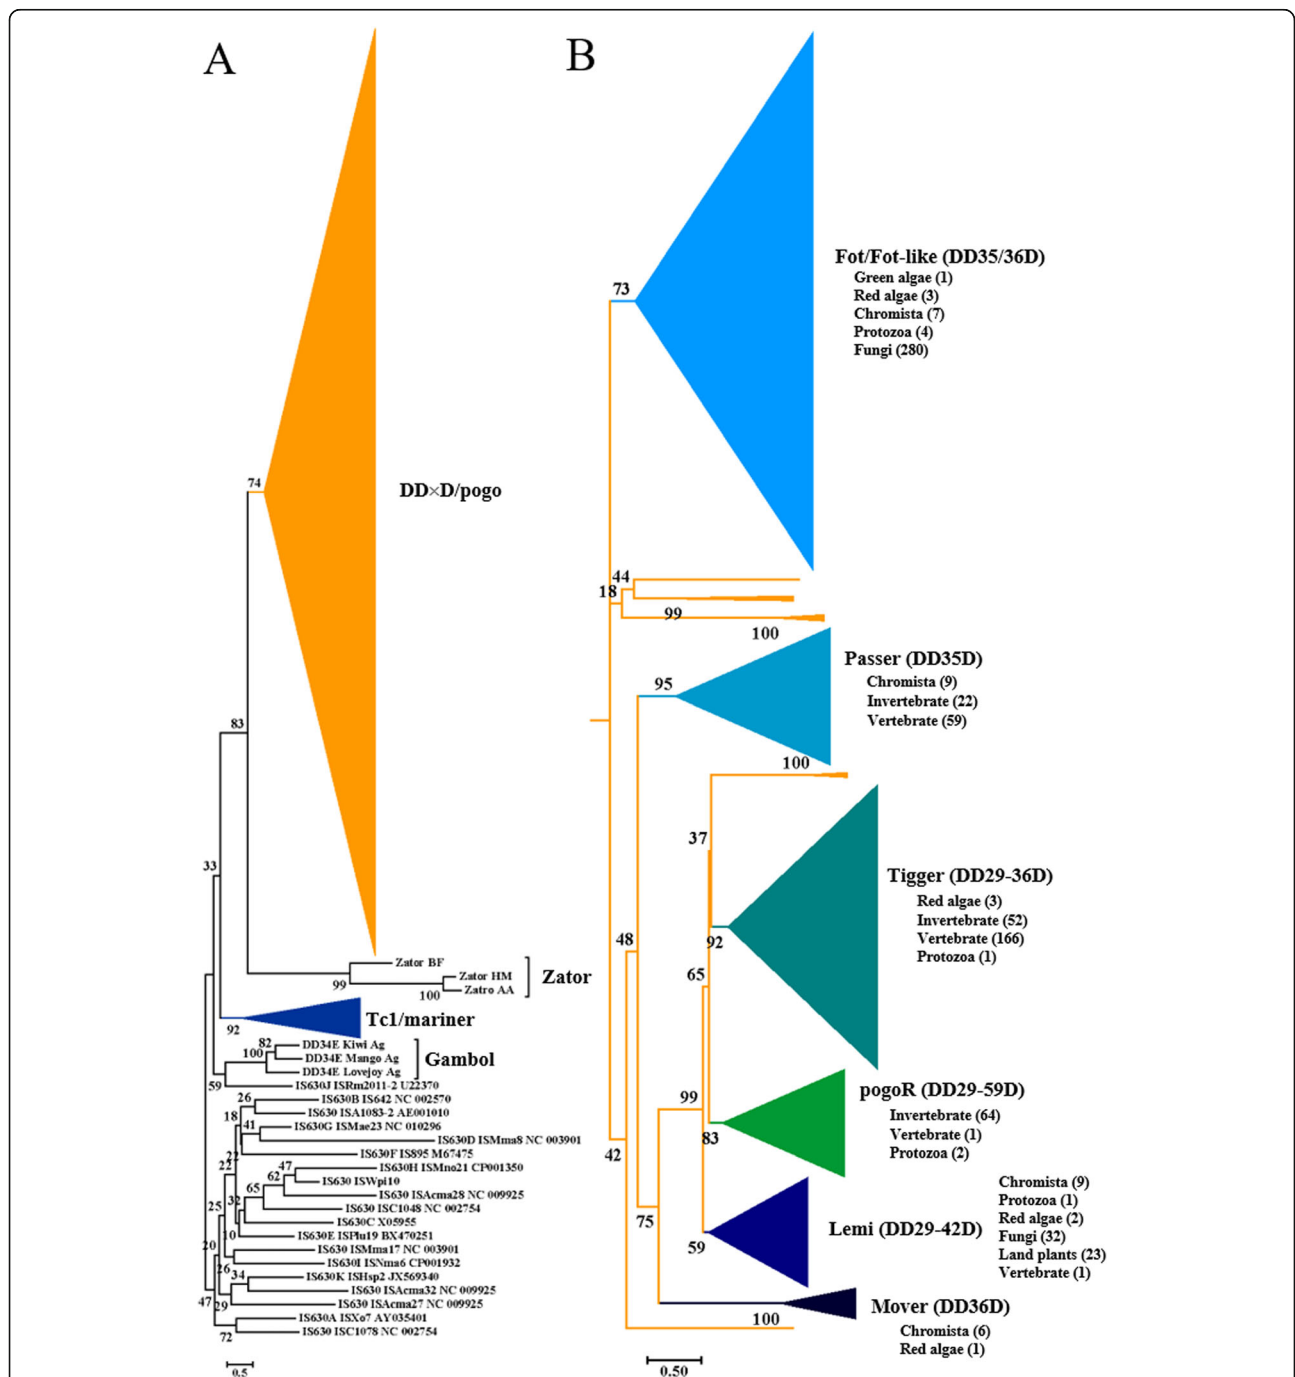 A
74
DD×D/pogo
83
33
Zator BF
Zator HM
Zatro AA
99
100
Zator
92
Tc1/mariner
82
100
DD34E Kiwi Ag
DD34E Mango Ag
DD34E Lovejoy Ag
Gambol
59
IS630J ISRm2011-2 U22370
26
IS630B IS642 NC 002570
18
IS630 ISA1083-2 AE001010
41
IS630G ISMae23 NC 010296
IS630D ISMma8 NC 003901
22
IS630F IS895 M67475
22
47
IS630H ISMno21 CP001350
62
IS630 ISWpi10
65
IS630 ISAcma28 NC 009925
25
32
IS630 ISC1048 NC 002754
IS630C X05955
10
IS630E ISPlu19 BX470251
20
IS630 ISMma17 NC 003901
26
IS630I ISNma6 CP001932
34
IS630K ISHsp2 JX569340
IS630 ISAcma32 NC 009925
47
29
IS630 ISAcma27 NC 009925
IS630A ISXo7 AY035401
72
IS630 ISC1078 NC 002754
0.5
B
73
Fot/Fot-like (DD35/36D)
Green algae (1)
Red algae (3)
Chromista (7)
Protozoa (4)
Fungi (280)
44
18
99
100
95
Passer (DD35D)
Chromista (9)
Invertebrate (22)
Vertebrate (59)
100
37
Tigger (DD29-36D)
Red algae (3)
Invertebrate (52)
Vertebrate (166)
Protozoa (1)
48
92
65
99
83
pogoR (DD29-59D)
Invertebrate (64)
Vertebrate (1)
Protozoa (2)
42
75
59
Lemi (DD29-42D)
Chromista (9)
Protozoa (1)
Red algae (2)
Fungi (32)
Land plants (23)
Vertebrate (1)
100
Mover (DD36D)
Chromista (6)
Red algae (1)
0.50